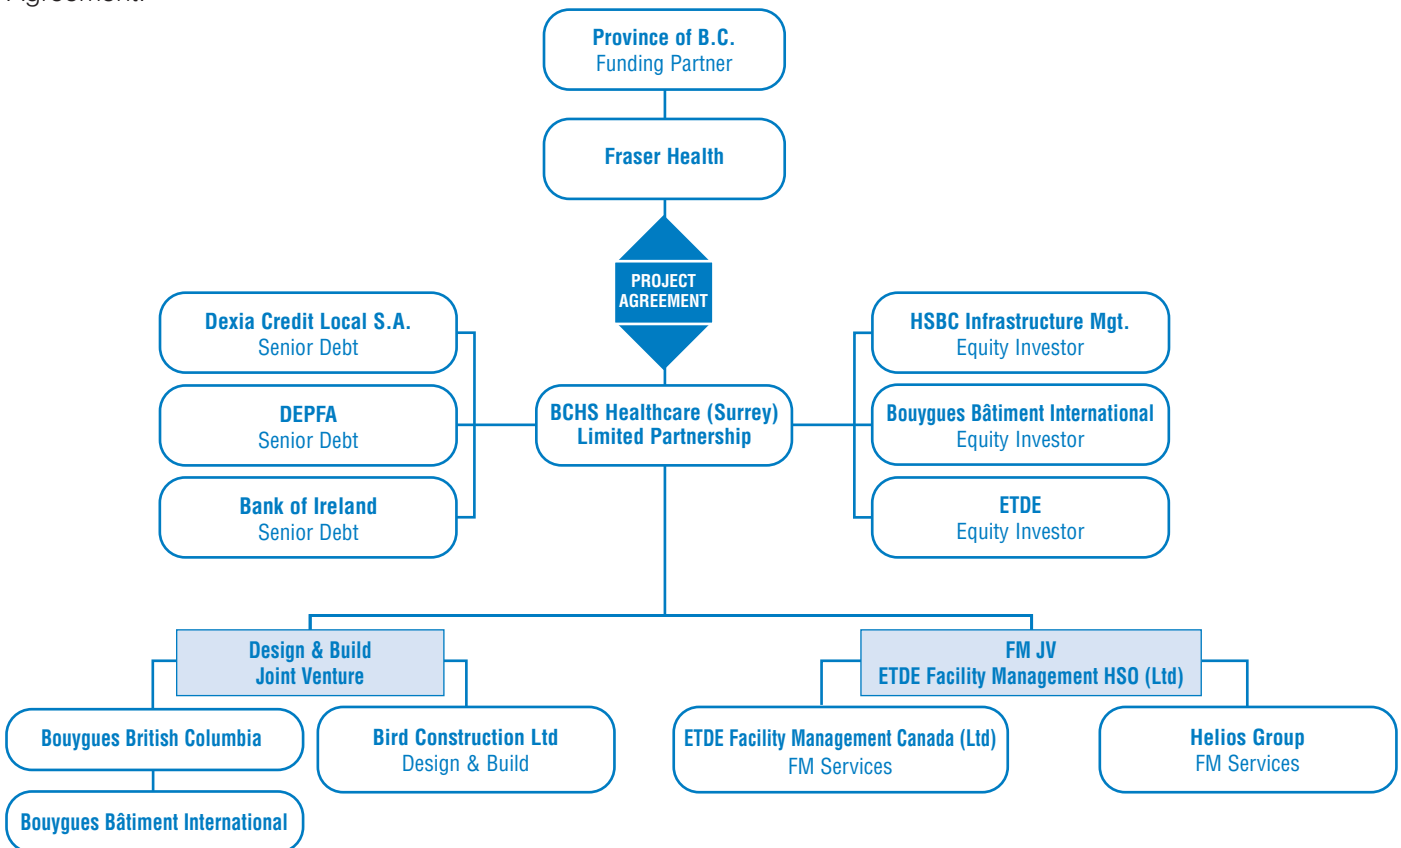 Agreement.
Province of B.C.
Funding Partner
Fraser Health
PROJECT
AGREEMENT
Dexia Credit Local S.A.
Senior Debt
DEPFA
Senior Debt
Bank of Ireland
Senior Debt
BCHS Healthcare (Surrey)
Limited Partnership
HSBC Infrastructure Mgt.
Equity Investor
Bouygues Bâtiment International
Equity Investor
ETDE
Equity Investor
Design & Build
Joint Venture
Bouygues British Columbia
Bouygues Bâtiment International
Bird Construction Ltd
Design & Build
FM JV
ETDE Facility Management HSO (Ltd)
ETDE Facility Management Canada (Ltd)
FM Services
Helios Group
FM Services